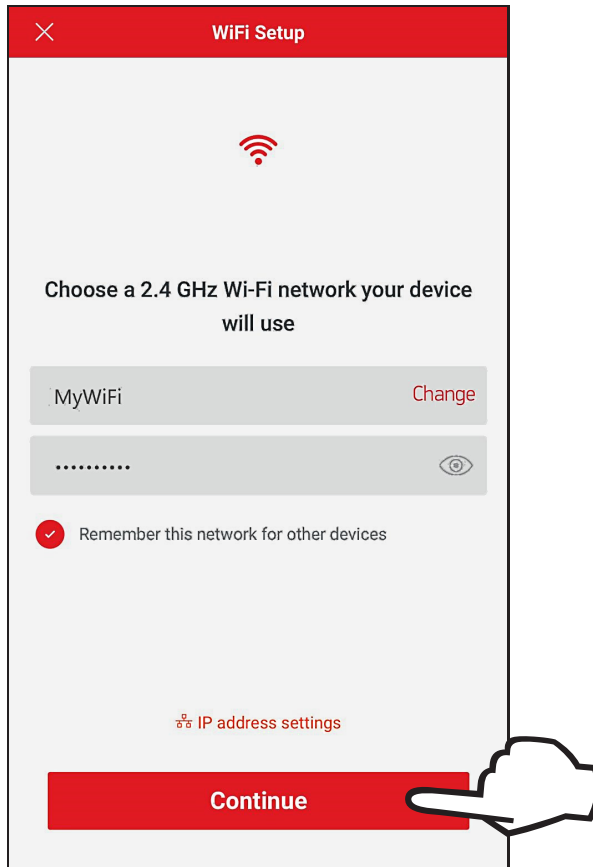 WiFi Setup
Choose a 2.4 GHz Wi-Fi network your device
will use
MyWiFi Change
••••••••••
Remember this network for other devices
IP address settings
Continue